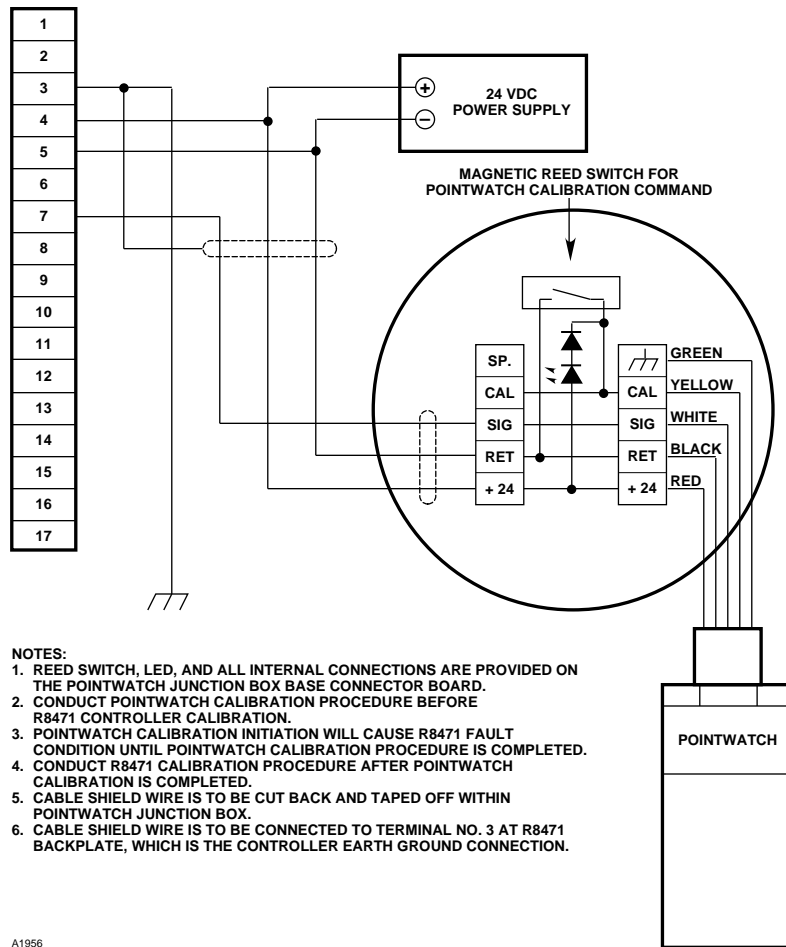 1
2
3
4
5
6
7
8
9
10
11
12
13
14
15
16
17
+
−
24 VDC
POWER SUPPLY
MAGNETIC REED SWITCH FOR
POINTWATCH CALIBRATION COMMAND
SP.
CAL
SIG
RET
+ 24
CAL
SIG
RET
+ 24
GREEN
YELLOW
WHITE
BLACK
RED
POINTWATCH
NOTES:
1. REED SWITCH, LED, AND ALL INTERNAL CONNECTIONS ARE PROVIDED ON
THE POINTWATCH JUNCTION BOX BASE CONNECTOR BOARD.
2. CONDUCT POINTWATCH CALIBRATION PROCEDURE BEFORE
R8471 CONTROLLER CALIBRATION.
3. POINTWATCH CALIBRATION INITIATION WILL CAUSE R8471 FAULT
CONDITION UNTIL POINTWATCH CALIBRATION PROCEDURE IS COMPLETED.
4. CONDUCT R8471 CALIBRATION PROCEDURE AFTER POINTWATCH
CALIBRATION IS COMPLETED.
5. CABLE SHIELD WIRE IS TO BE CUT BACK AND TAPED OFF WITHIN
POINTWATCH JUNCTION BOX.
6. CABLE SHIELD WIRE IS TO BE CONNECTED TO TERMINAL NO. 3 AT R8471
BACKPLATE, WHICH IS THE CONTROLLER EARTH GROUND CONNECTION.
A1956